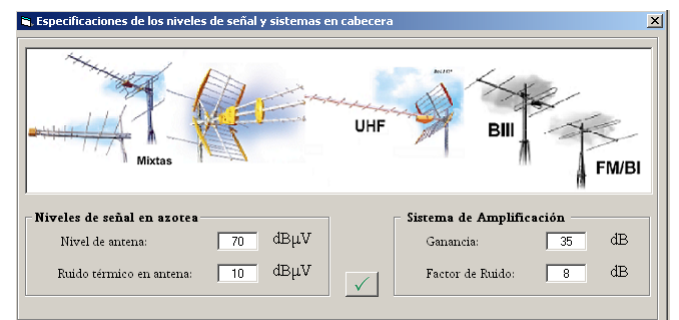 Especificaciones de los niveles de señal y sistemas en cabecera
Mixtas
UHF
BIII
FM/BI
Niveles de señal en azotea
Nivel de antena: 70 dBµV
Ruido térmico en antena: 10 dBµV
Sistema de Amplificación
Ganancia: 35 dB
Factor de Ruido: 8 dB